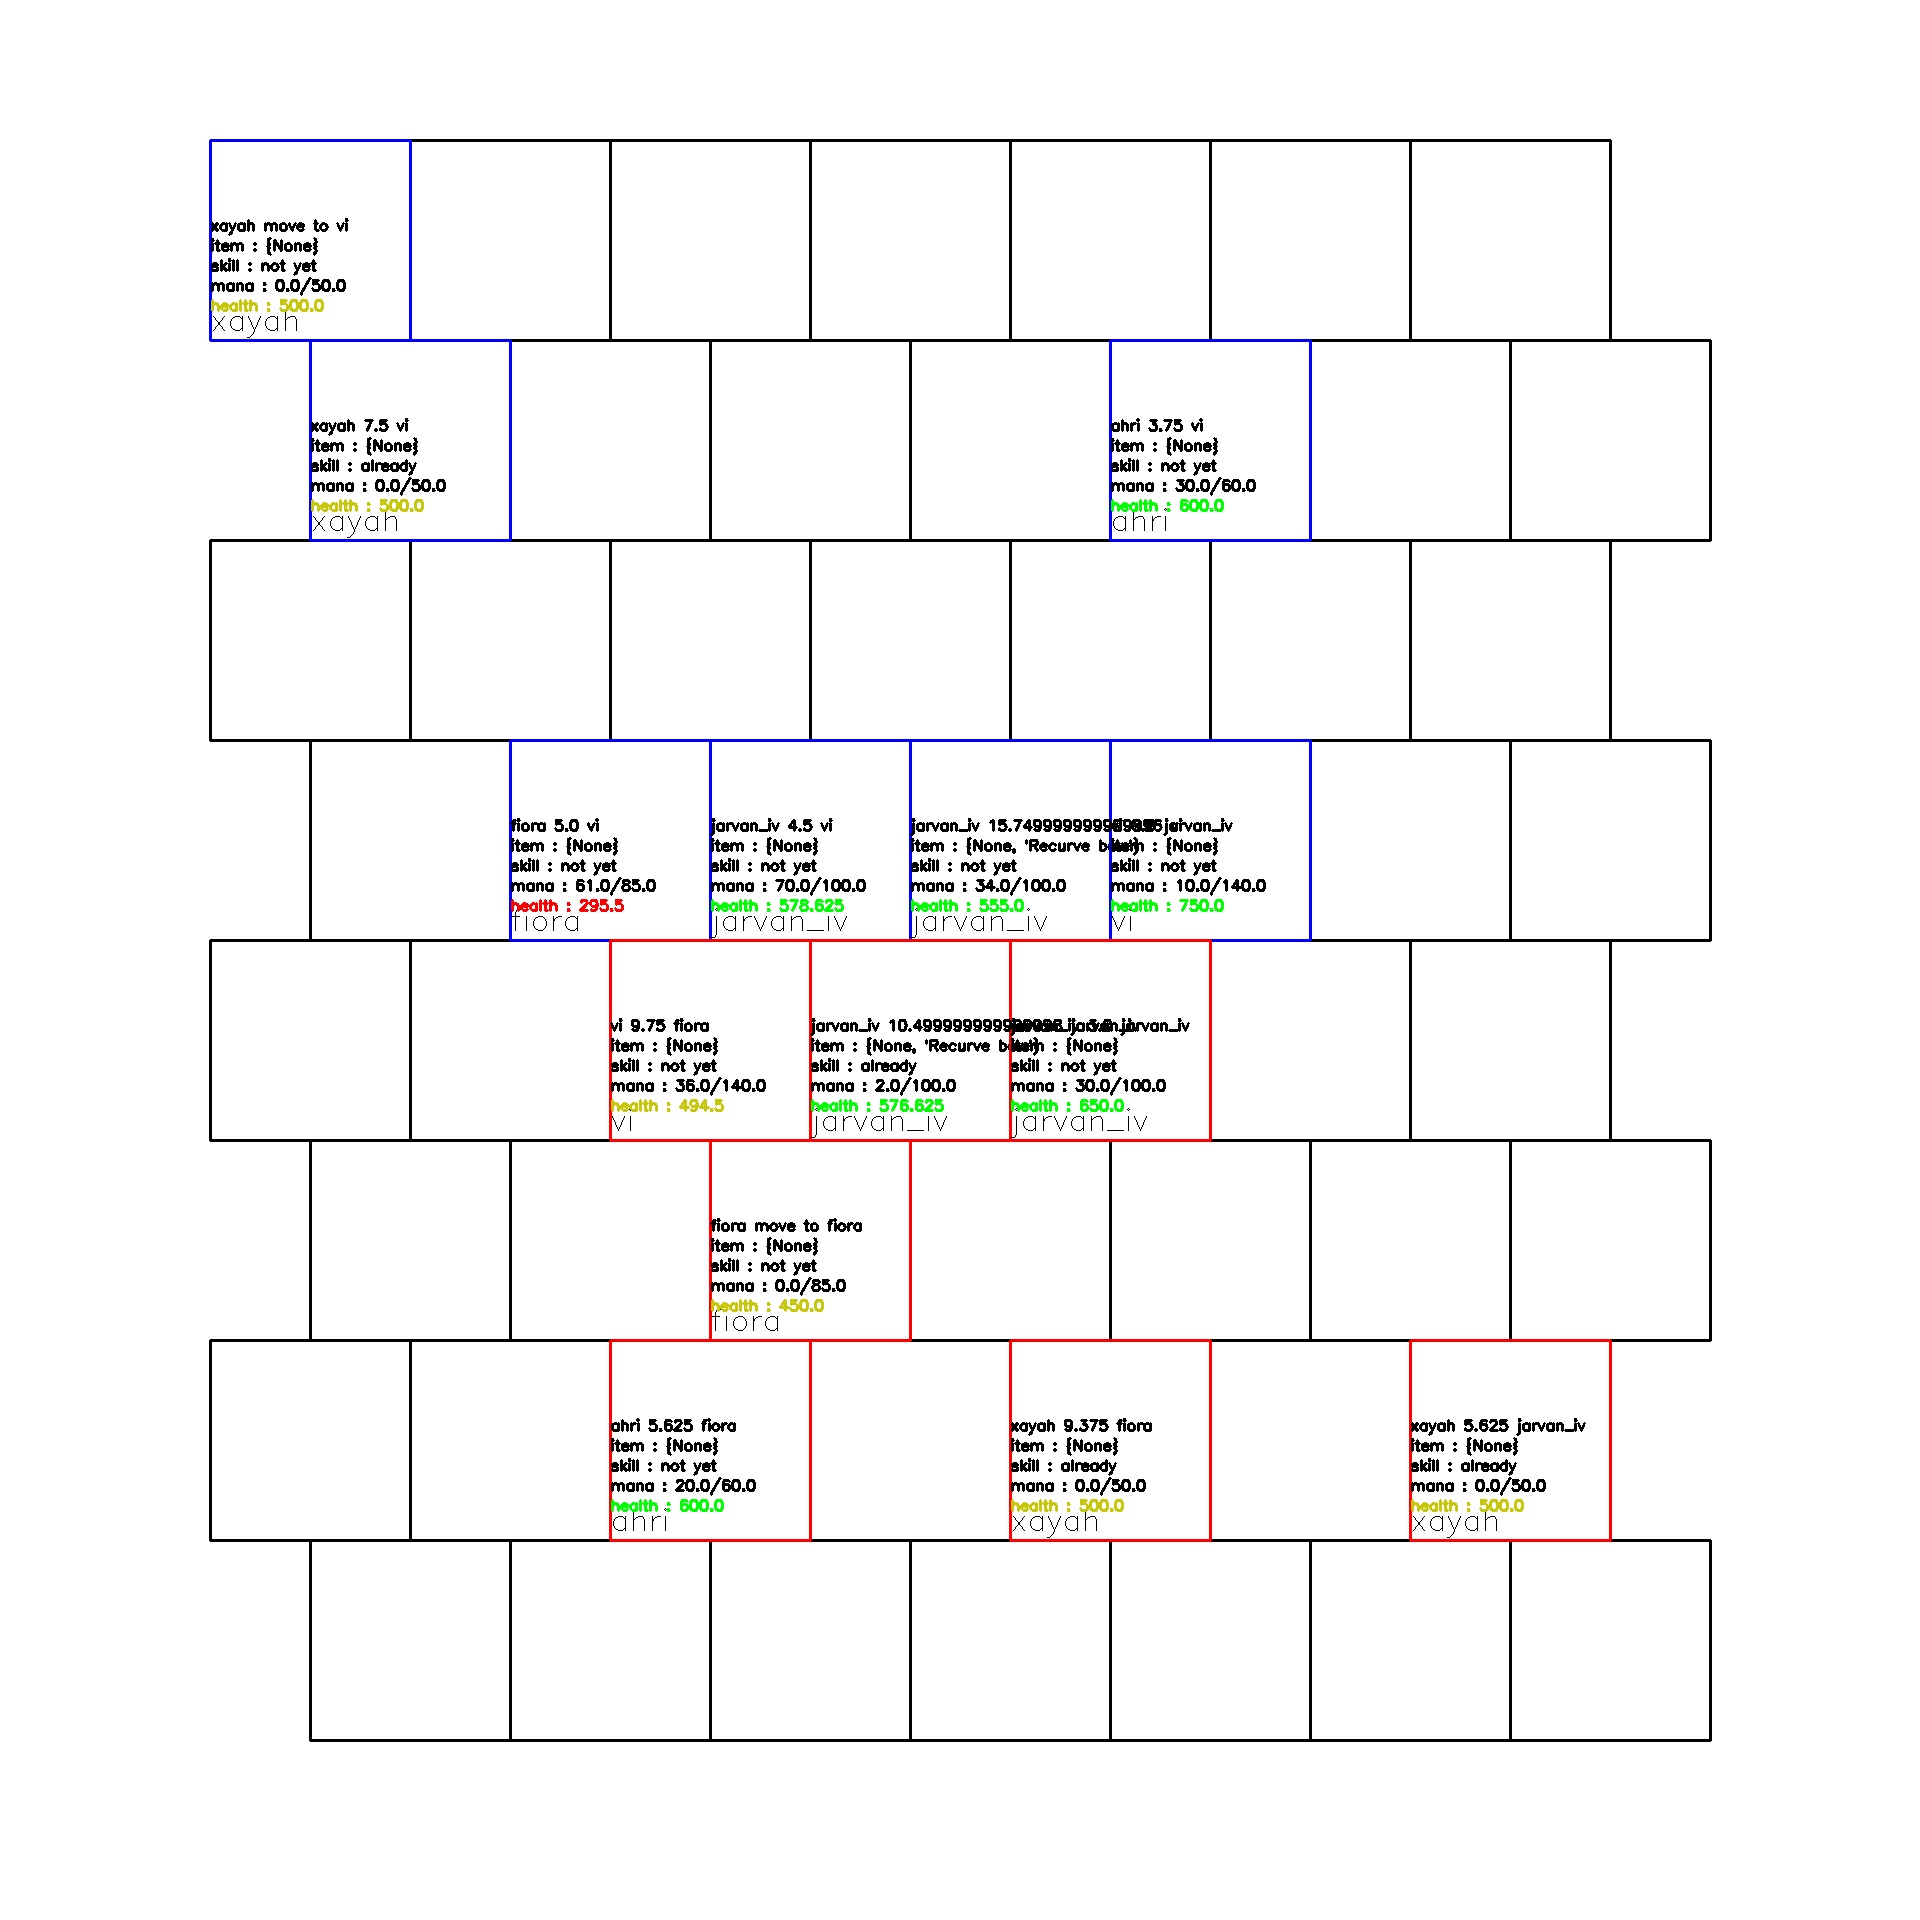 xayah move to vi
item : {None}
skill : not yet
mana : 0.0/50.0
health : 500.0
xayah
xayah 7.5 vi
item : {None}
skill : already
mana : 0.0/50.0
health : 500.0
xayah
ahri 3.75 vi
item : {None}
skill : not yet
mana : 30.0/60.0
health : 600.0
ahri
fiora 5.0 vi
item : {None}
skill : not yet
mana : 61.0/85.0
health : 295.5
fiora
jarvan_iv 4.5 vi
item : {None}
skill : not yet
mana : 70.0/100.0
health : 578.625
jarvan_iv
jarvan_iv
item : {None, 'Recurve
skill : not yet
mana : 34.0/100.0
health : 555.0
jarvan_iv
jarvan_iv
: {None}
skill : not yet
mana : 10.0/140.0
health : 750.0
vi
vi 9.75 fiora
item : {None}
skill : not yet
mana : 36.0/140.0
health : 494.5
vi
jarvan_iv
item : {None, 'Recurve
skill : already
mana : 2.0/100.0
health : 576.625
jarvan_iv
jarvan_iv
: {None}
skill : not yet
mana : 30.0/100.0
health : 650.0
jarvan_iv
fiora move to fiora
item : {None}
skill : not yet
mana : 0.0/85.0
health : 450.0
fiora
ahri 5.625 fiora
item : {None}
skill : not yet
mana : 20.0/60.0
health : 600.0
ahri
xayah 9.375 fiora
item : {None}
skill : already
mana : 0.0/50.0
health : 500.0
xayah
xayah 5.625 jarvan_iv
item : {None}
skill : already
mana : 0.0/50.0
health : 500.0
xayah